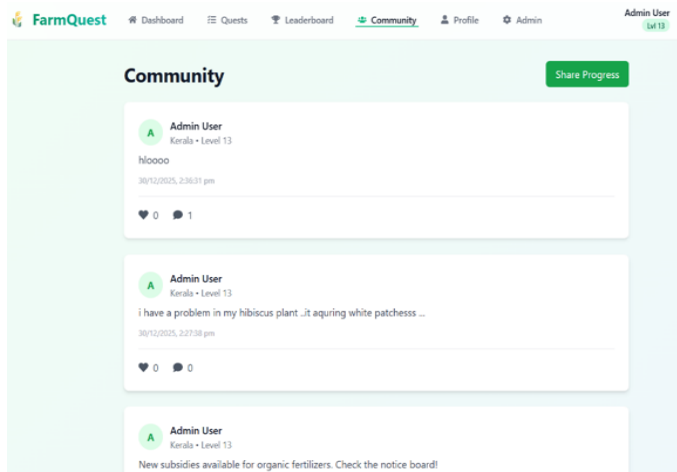 FarmQuest Dashboard Quests Leaderboard Community Profile Admin Admin User
Lvl 13
Community Share Progress
A Admin User
Kerala • Level 13
hloooo
30/12/2025, 2:36:31 pm
0 1
A Admin User
Kerala • Level 13
i have a problem in my hibiscus plant ..it aquring white patchesss ...
30/12/2025, 2:27:38 pm
0 0
A Admin User
Kerala • Level 13
New subsidies available for organic fertilizers. Check the notice board!